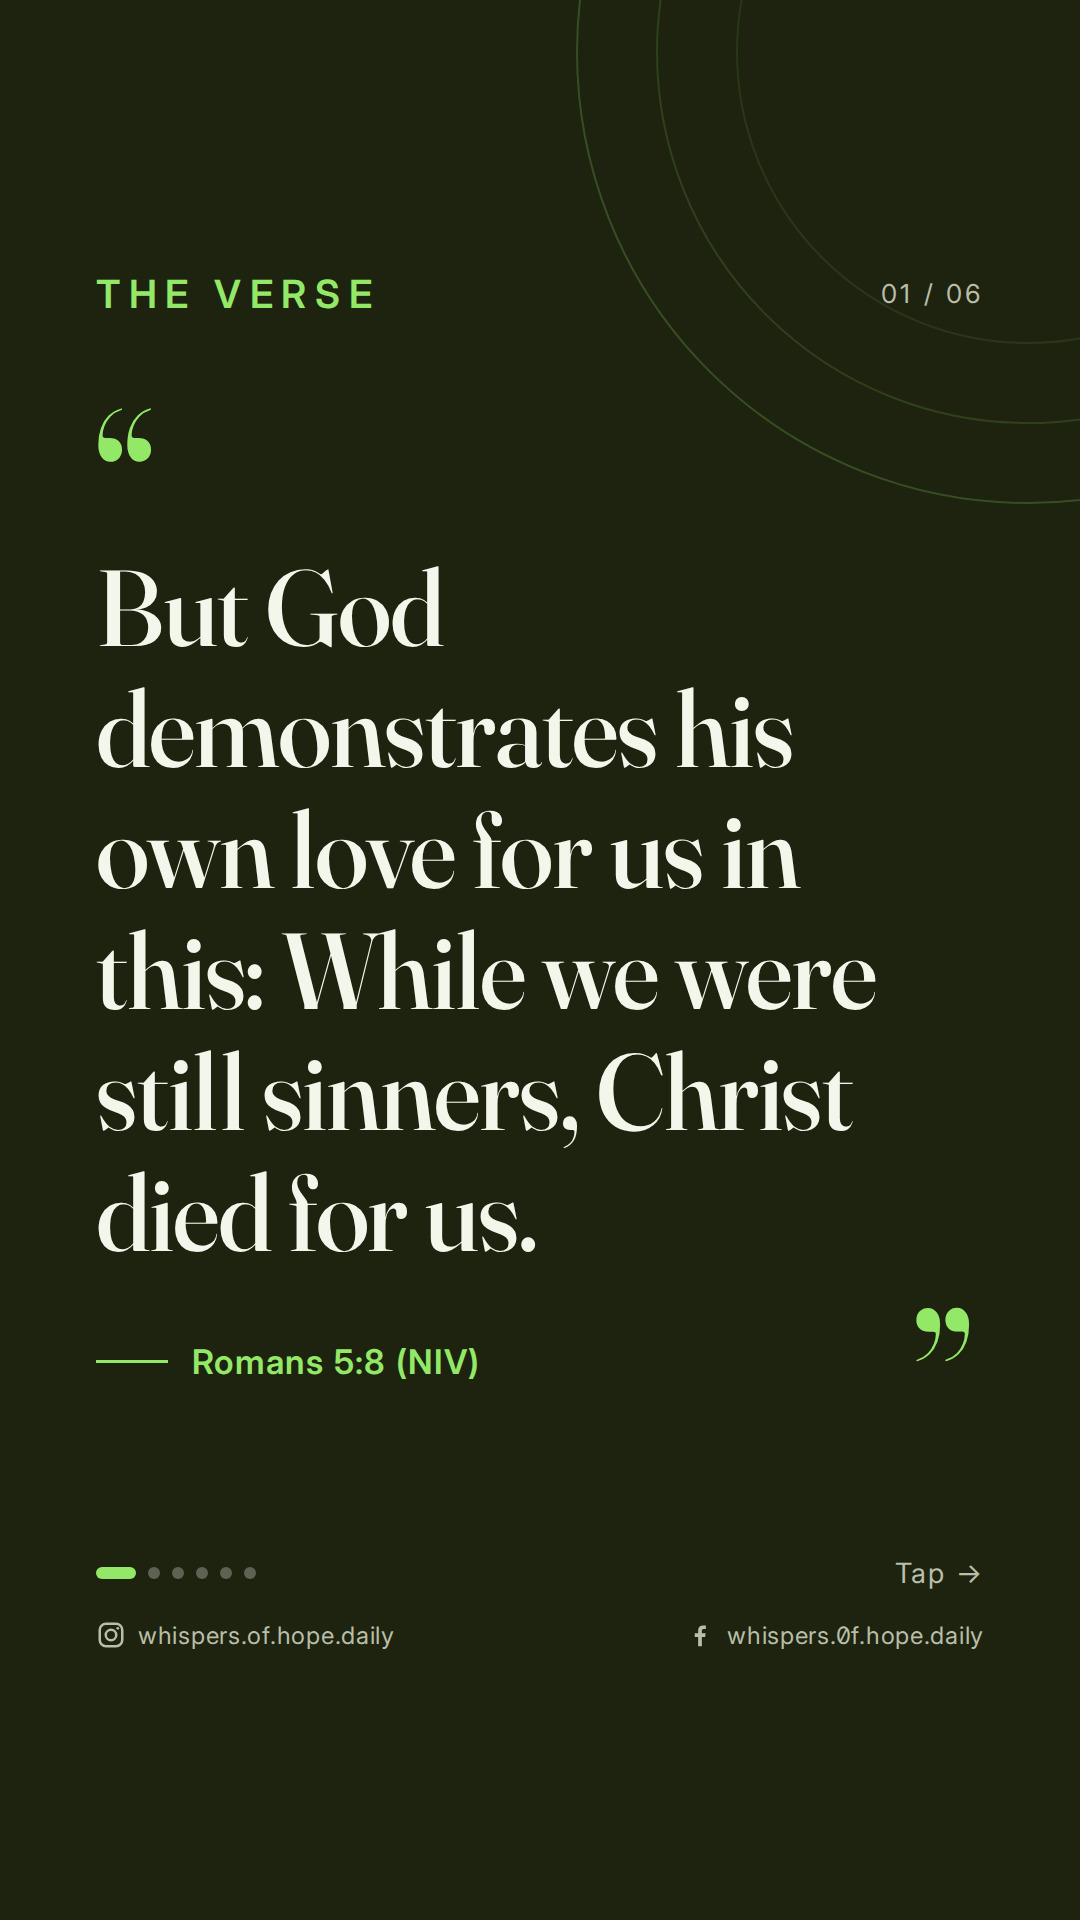 THE VERSE
01 / 06
“
But God
demonstrates his
own love for us in
this: While we were
still sinners, Christ
died for us.
”
Romans 5:8 (NIV)
Tap →
whispers.of.hope.daily
whispers.0f.hope.daily